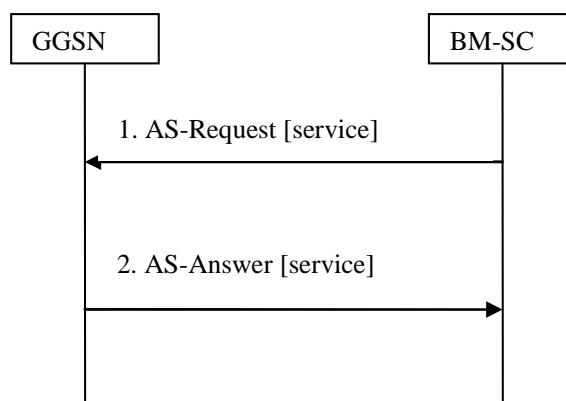 GGSN
BM-SC
1. AS-Request [service]
2. AS-Answer [service]